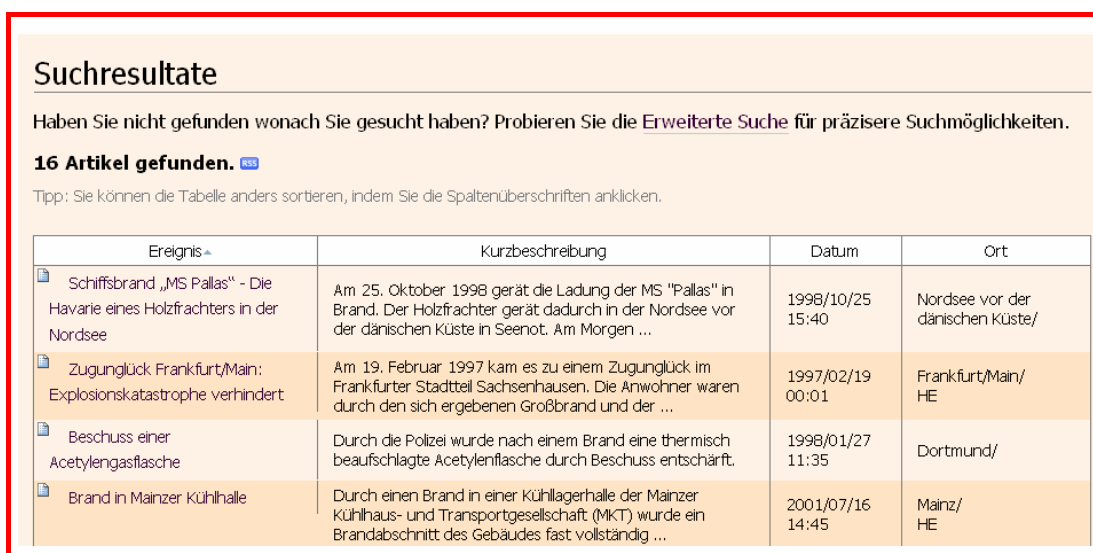 Suchresultate
Haben Sie nicht gefunden wonach Sie gesucht haben? Probieren Sie die Erweiterte Suche für präzisere Suchmöglichkeiten.
16 Artikel gefunden. RSS
Tipp: Sie können die Tabelle anders sortieren, indem Sie die Spaltenüberschriften anklicken.
Ereignis Kurzbeschreibung Datum Ort
Schiffsbrand „MS Pallas" - Die
Havarie eines Holzfrachters in der
Nordsee
Am 25. Oktober 1998 gerät die Ladung der MS "Pallas" in
Brand. Der Holzfrachter gerät dadurch in der Nordsee vor
der dänischen Küste in Seenot. Am Morgen ...
1998/10/25
15:40
Nordsee vor der
dänischen Küste/
Zugunglück Frankfurt/Main:
Explosionskatastrophe verhindert
Am 19. Februar 1997 kam es zu einem Zugunglück im
Frankfurter Stadtteil Sachsenhausen. Die Anwohner waren
durch den sich ergebenen Großbrand und der ...
1997/02/19
00:01
Frankfurt/Main/
HE
Beschuss einer
Acetylengasflasche
Durch die Polizei wurde nach einem Brand eine thermisch
beaufschlagte Acetylenflasche durch Beschuss entschärft.
1998/01/27
11:35
Dortmund/
Brand in Mainzer Kühlhalle
Durch einen Brand in einer Kühllagerhalle der Mainzer
Kühlhaus- und Transportgesellschaft (MKT) wurde ein
Brandabschnitt des Gebäudes fast vollständig ...
2001/07/16
14:45
Mainz/
HE